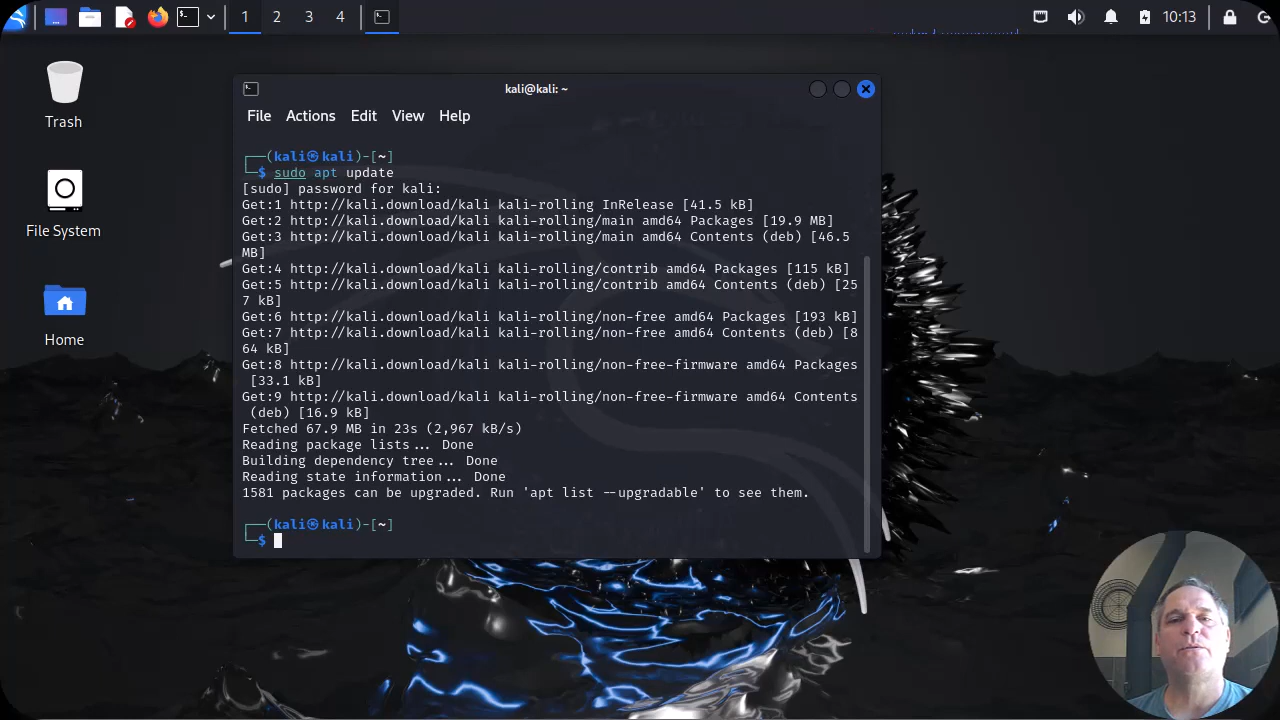 1 2 3 4 10:13
Trash
File System
Home
kali@kali: ~
File Actions Edit View Help
┌──(kali㉿kali)-[~]
└─$ sudo apt update
[sudo] password for kali:
Get:1 http://kali.download/kali kali-rolling InRelease [41.5 kB]
Get:2 http://kali.download/kali kali-rolling/main amd64 Packages [19.9 MB]
Get:3 http://kali.download/kali kali-rolling/main amd64 Contents (deb) [46.5
MB]
Get:4 http://kali.download/kali kali-rolling/contrib amd64 Packages [115 kB]
Get:5 http://kali.download/kali kali-rolling/contrib amd64 Contents (deb) [25
7 kB]
Get:6 http://kali.download/kali kali-rolling/non-free amd64 Packages [193 kB]
Get:7 http://kali.download/kali kali-rolling/non-free amd64 Contents (deb) [8
64 kB]
Get:8 http://kali.download/kali kali-rolling/non-free-firmware amd64 Packages
[33.1 kB]
Get:9 http://kali.download/kali kali-rolling/non-free-firmware amd64 Contents
(deb) [16.9 kB]
Fetched 67.9 MB in 23s (2,967 kB/s)
Reading package lists... Done
Building dependency tree... Done
Reading state information... Done
1581 packages can be upgraded. Run 'apt list --upgradable' to see them.
┌──(kali㉿kali)-[~]
└─$